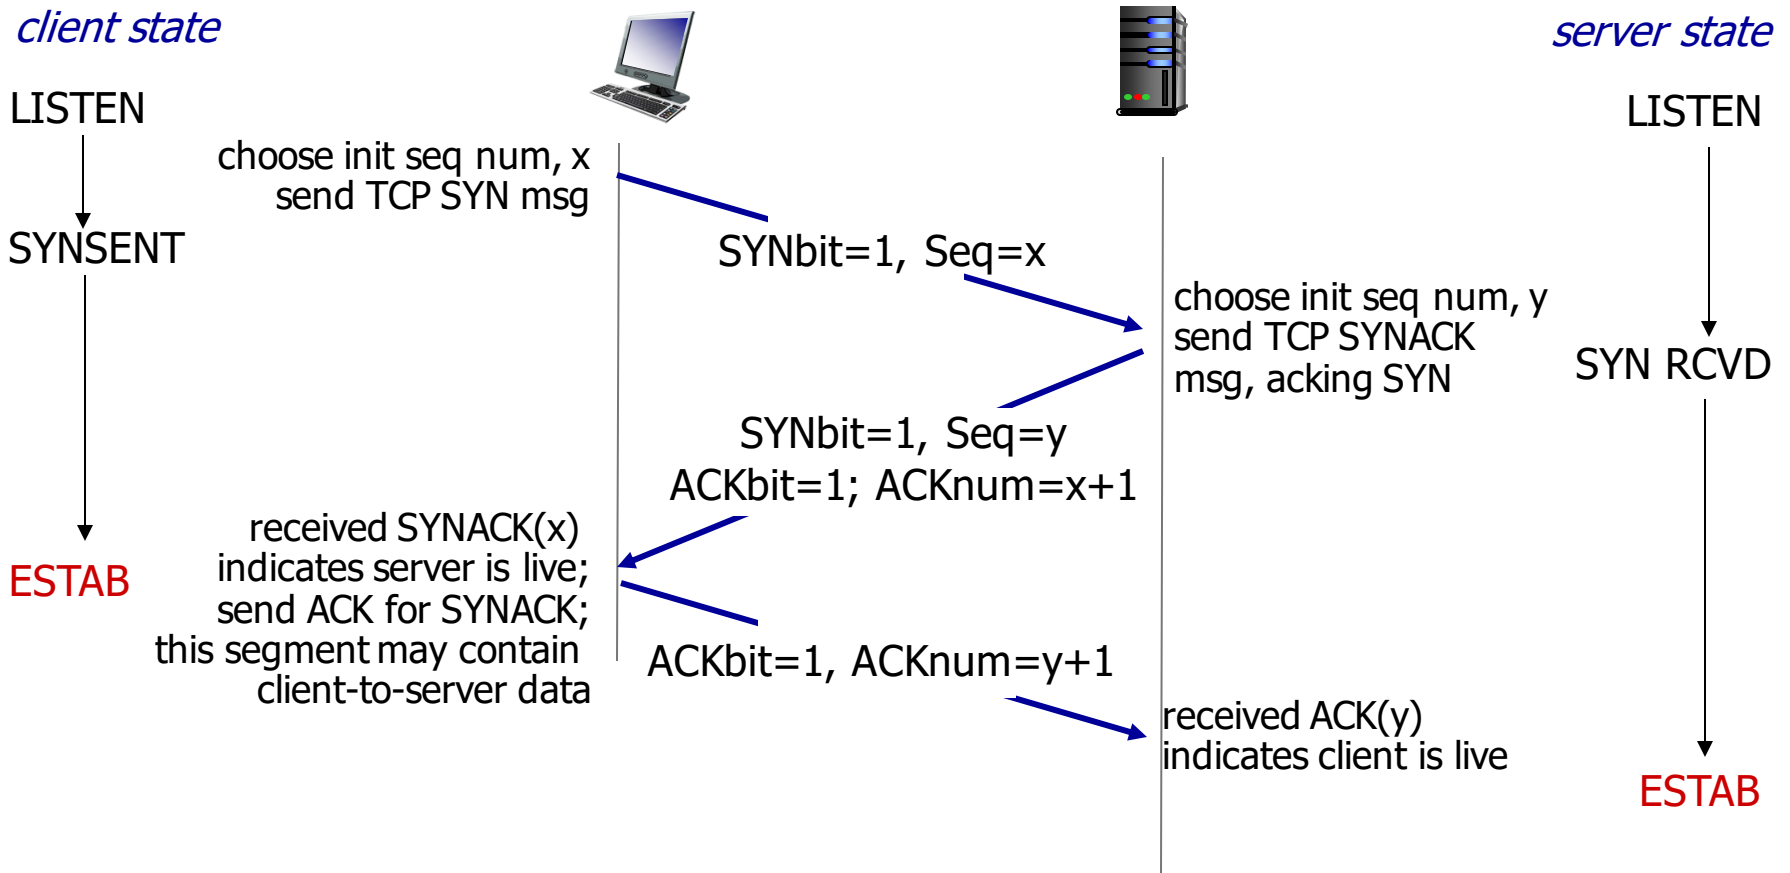 client state
server state
LISTEN
LISTEN
choose init seq num, x
send TCP SYN msg
SYNSENT
SYNbit=1, Seq=x
choose init seq num, y
send TCP SYNACK
msg, acking SYN
SYN RCVD
SYNbit=1, Seq=y
ACKbit=1; ACKnum=x+1
received SYNACK(x)
indicates server is live;
send ACK for SYNACK;
this segment may contain
client-to-server data
ESTAB
ACKbit=1, ACKnum=y+1
received ACK(y)
indicates client is live
ESTAB